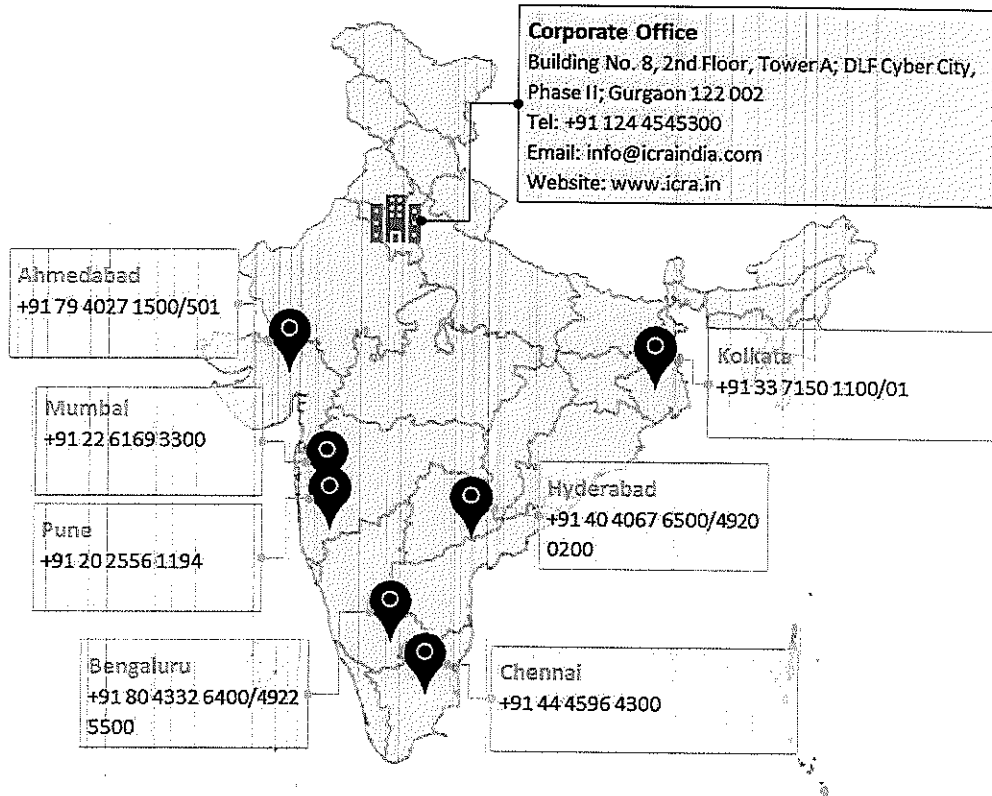 Corporate Office
Building No. 8, 2nd Floor, Tower A; DLF Cyber City,
Phase II; Gurgaon 122 002
Tel: +91 124 4545300
Email: info@icraindia.com
Website: www.icra.in
Ahmedabad
+91 79 4027 1500/501
Kolkata
+91 33 7150 1100/01
Mumbai
+91 22 6169 3300
Hyderabad
+91 40 4067 6500/4920
0200
Pune
+91 20 2556 1194
Bengaluru
+91 80 4332 6400/4922
5500
Chennai
+91 44 4596 4300